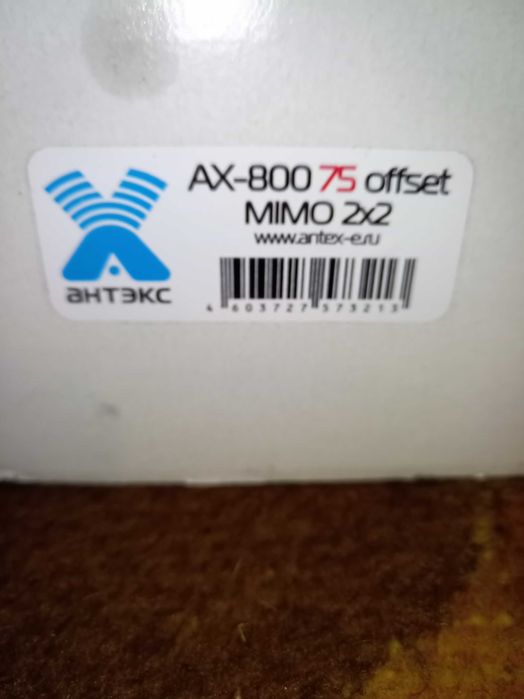 AX-800 75 offset
MIMO 2x2
www.antex-e.ru
антэкс
4 603727 573213